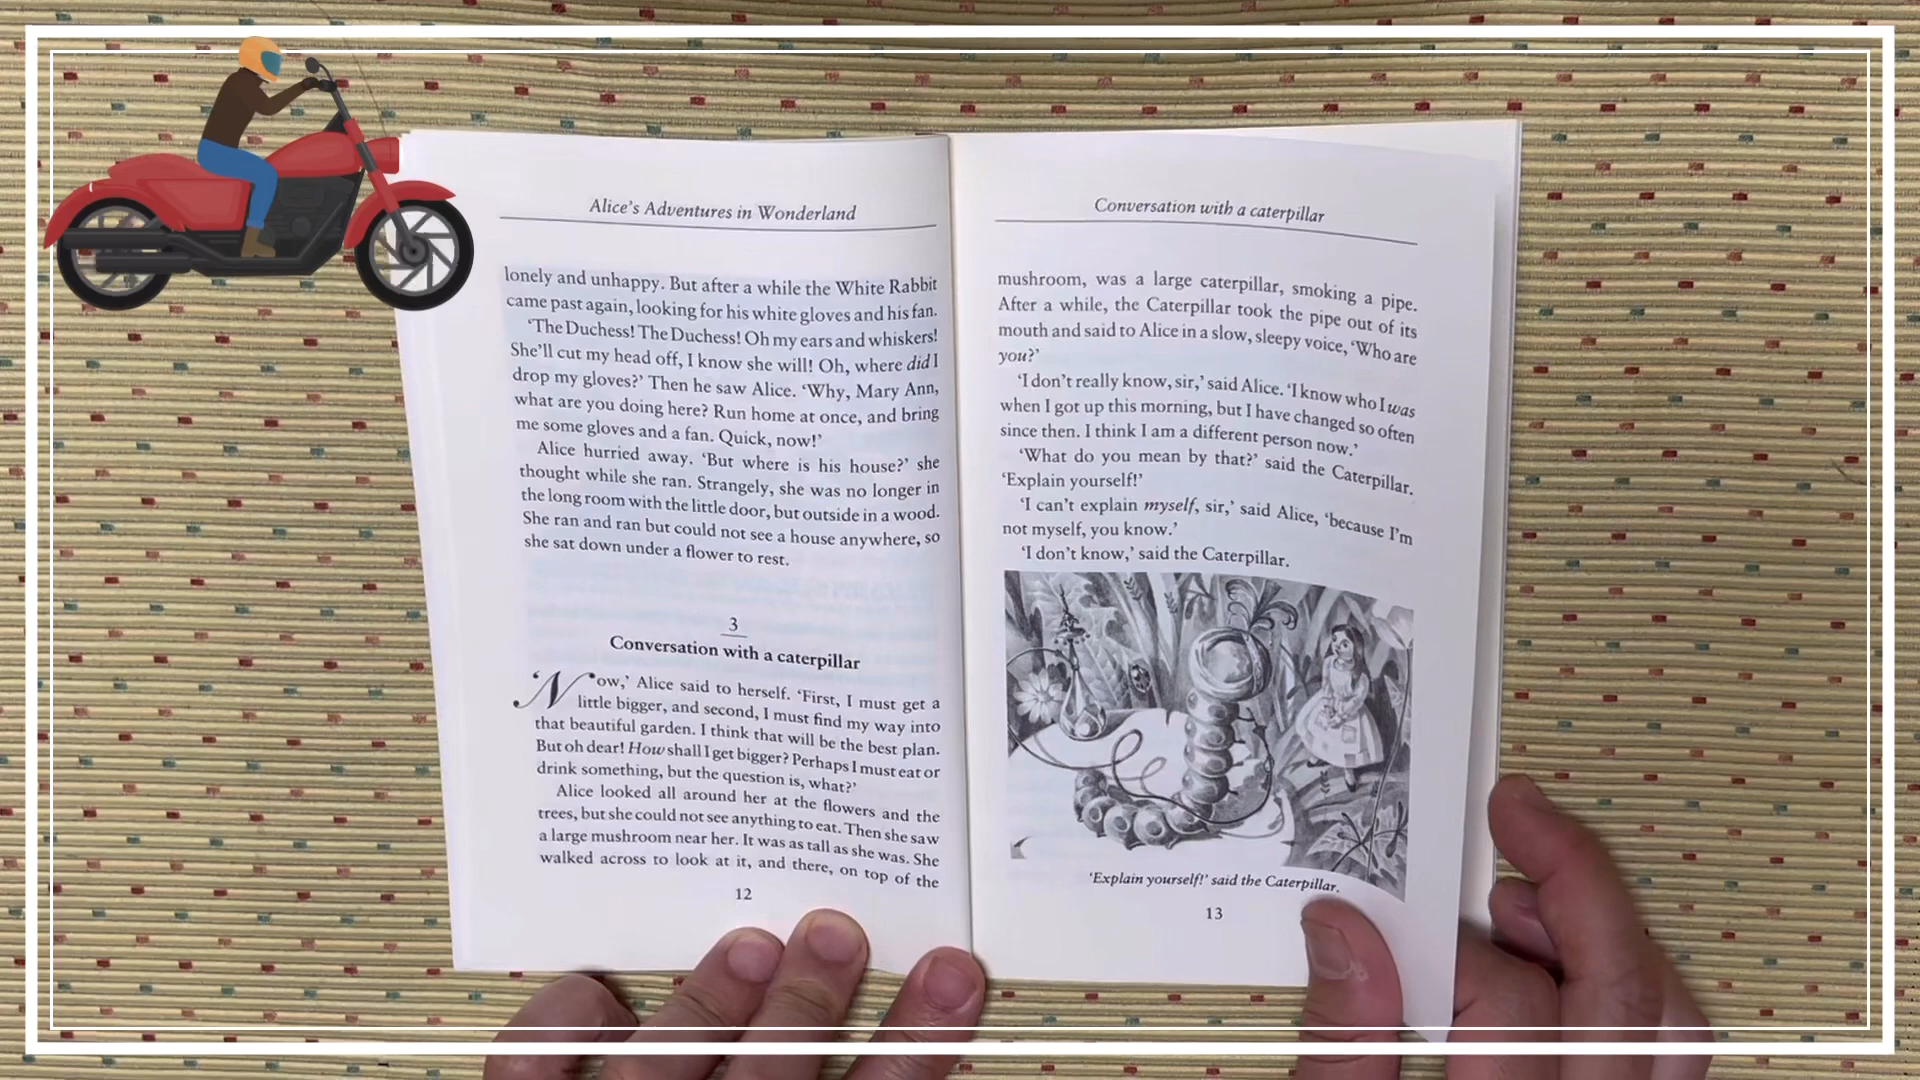 Alice's Adventures in Wonderland
lonely and unhappy. But after a while the White Rabbit
came past again, looking for his white gloves and his fan.
'The Duchess! The Duchess! Oh my ears and whiskers!
She'll cut my head off, I know she will! Oh, where did I
drop my gloves?' Then he saw Alice. 'Why, Mary Ann,
what are you doing here? Run home at once, and bring
me some gloves and a fan. Quick, now!'
Alice hurried away. 'But where is his house?' she
thought while she ran. Strangely, she was no longer in
the long room with the little door, but outside in a wood.
She ran and ran but could not see a house anywhere, so
she sat down under a flower to rest.
3
Conversation with a caterpillar
'Now,' Alice said to herself. 'First, I must get a
little bigger, and second, I must find my way into
that beautiful garden. I think that will be the best plan.
But oh dear! How shall I get bigger? Perhaps I must eat or
drink something, but the question is, what?'
Alice looked all around her at the flowers and the
trees, but she could not see anything to eat. Then she saw
a large mushroom near her. It was as tall as she was. She
walked across to look at it, and there, on top of the
12
Conversation with a caterpillar
mushroom, was a large caterpillar, smoking a pipe.
After a while, the Caterpillar took the pipe out of its
mouth and said to Alice in a slow, sleepy voice, 'Who are
you?'
'I don't really know, sir,' said Alice. 'I know who I was
when I got up this morning, but I have changed so often
since then. I think I am a different person now.'
'What do you mean by that?' said the Caterpillar.
'Explain yourself!'
'I can't explain myself, sir,' said Alice, 'because I'm
not myself, you know.'
'I don't know,' said the Caterpillar.
'Explain yourself!' said the Caterpillar.
13